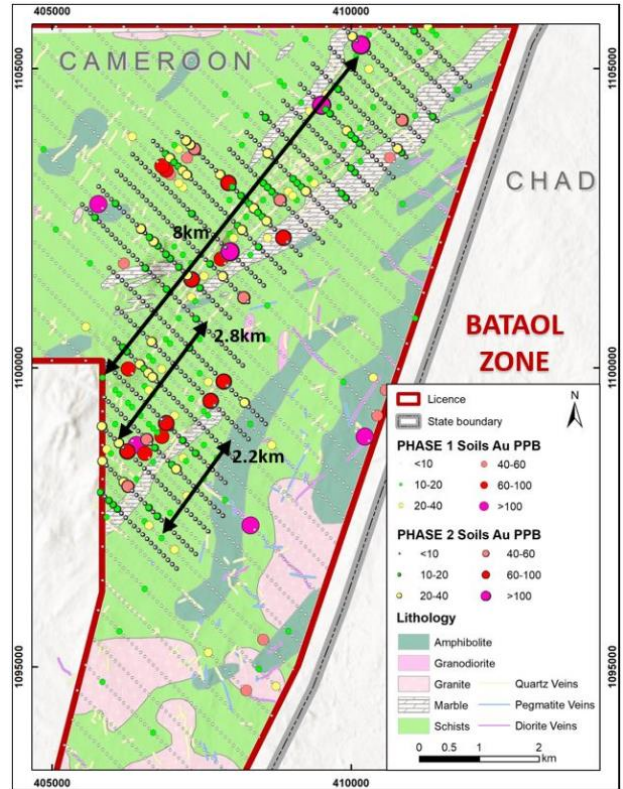 405000 410000
CAMEROON
1105000 1105000
CHAD
8km
2.8km
BATAOL
ZONE
1100000 1100000
2.2km
Licence
State boundary
N
PHASE 1 Soils Au PPB
<10 40-60
10-20 60-100
20-40 >100
PHASE 2 Soils Au PPB
<10 40-60
10-20 60-100
20-40 >100
Lithology
Amphibolite
Granodiorite
Granite Quartz Veins
Marble Pegmatite Veins
Schists Diorite Veins
1095000 1095000
0 0.5 1 2
km
405000 410000